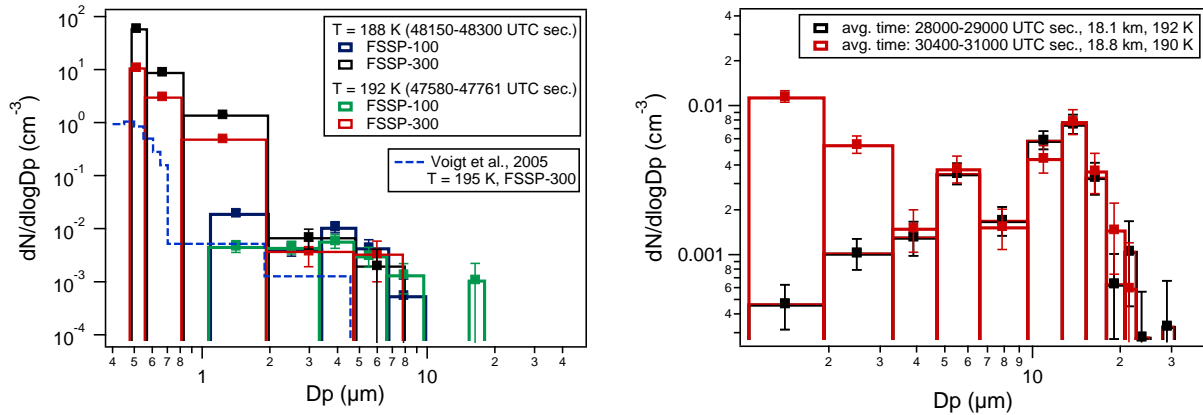 10²
10¹
10⁰
10⁻¹
10⁻²
10⁻³
10⁻⁴
dN/dlogDp (cm⁻³)
T = 188 K (48150-48300 UTC sec.)
FSSP-100
FSSP-300
T = 192 K (47580-47761 UTC sec.)
FSSP-100
FSSP-300
Voigt et al., 2005
T = 195 K, FSSP-300
4 5 6 7 8 2 3 4 5 6 7 8 2 3 4
1 10
Dp (µm)
4
2
0.01
8
6
4
2
0.001
8
6
4
dN/dlogDp (cm⁻³)
avg. time: 28000-29000 UTC sec., 18.1 km, 192 K
avg. time: 30400-31000 UTC sec., 18.8 km, 190 K
2 3 4 5 6 7 8 9 2 3
10
Dp (µm)